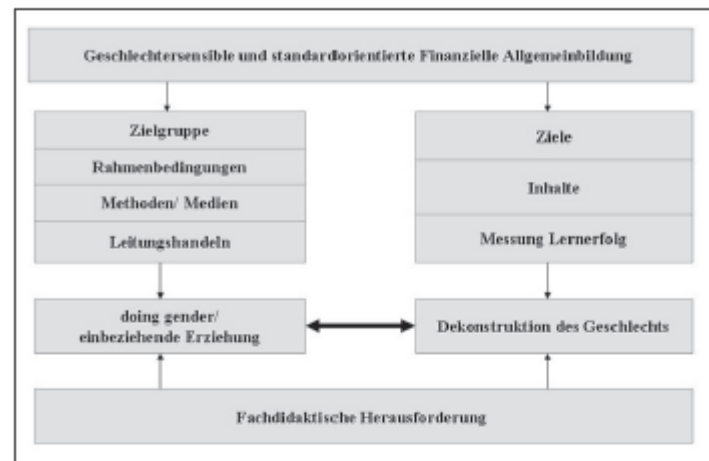 Geschlechtersensible und standardorientierte Finanzielle Allgemeinbildung
Zielgruppe
Rahmenbedingungen
Methoden/ Medien
Leitungshandeln
Ziele
Inhalte
Messung Lernerfolg
doing gender/
einbeziehende Erziehung
Dekonstruktion des Geschlechts
Fachdidaktische Herausforderung